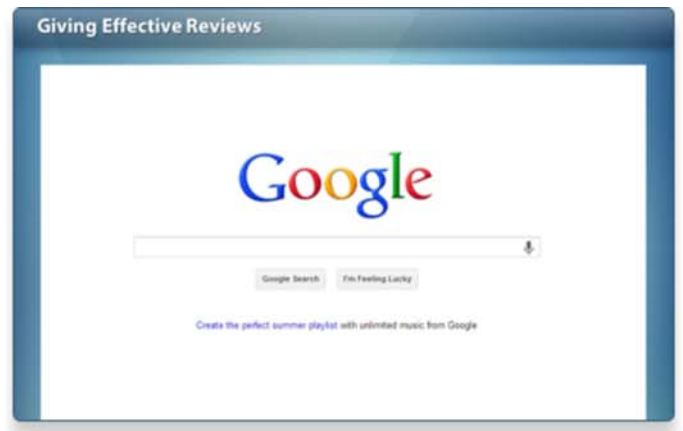 Giving Effective Reviews
Google
Google Search I'm Feeling Lucky
Create the perfect summer playlist with unlimited music from Google